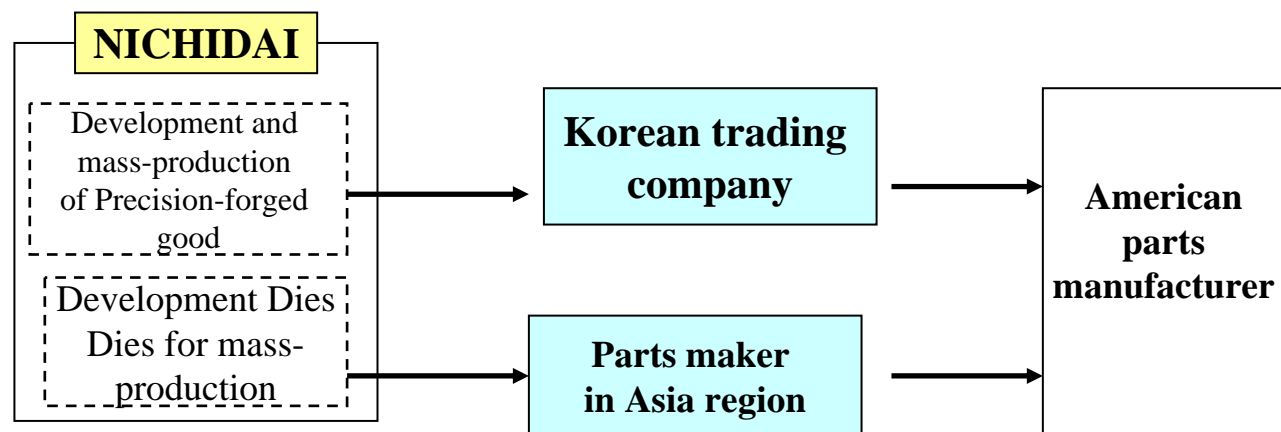 NICHIDAI
Development and
mass-production
of Precision-forged
good
Development Dies
Dies for mass-
production
Korean trading
company
Parts maker
in Asia region
American
parts
manufacturer